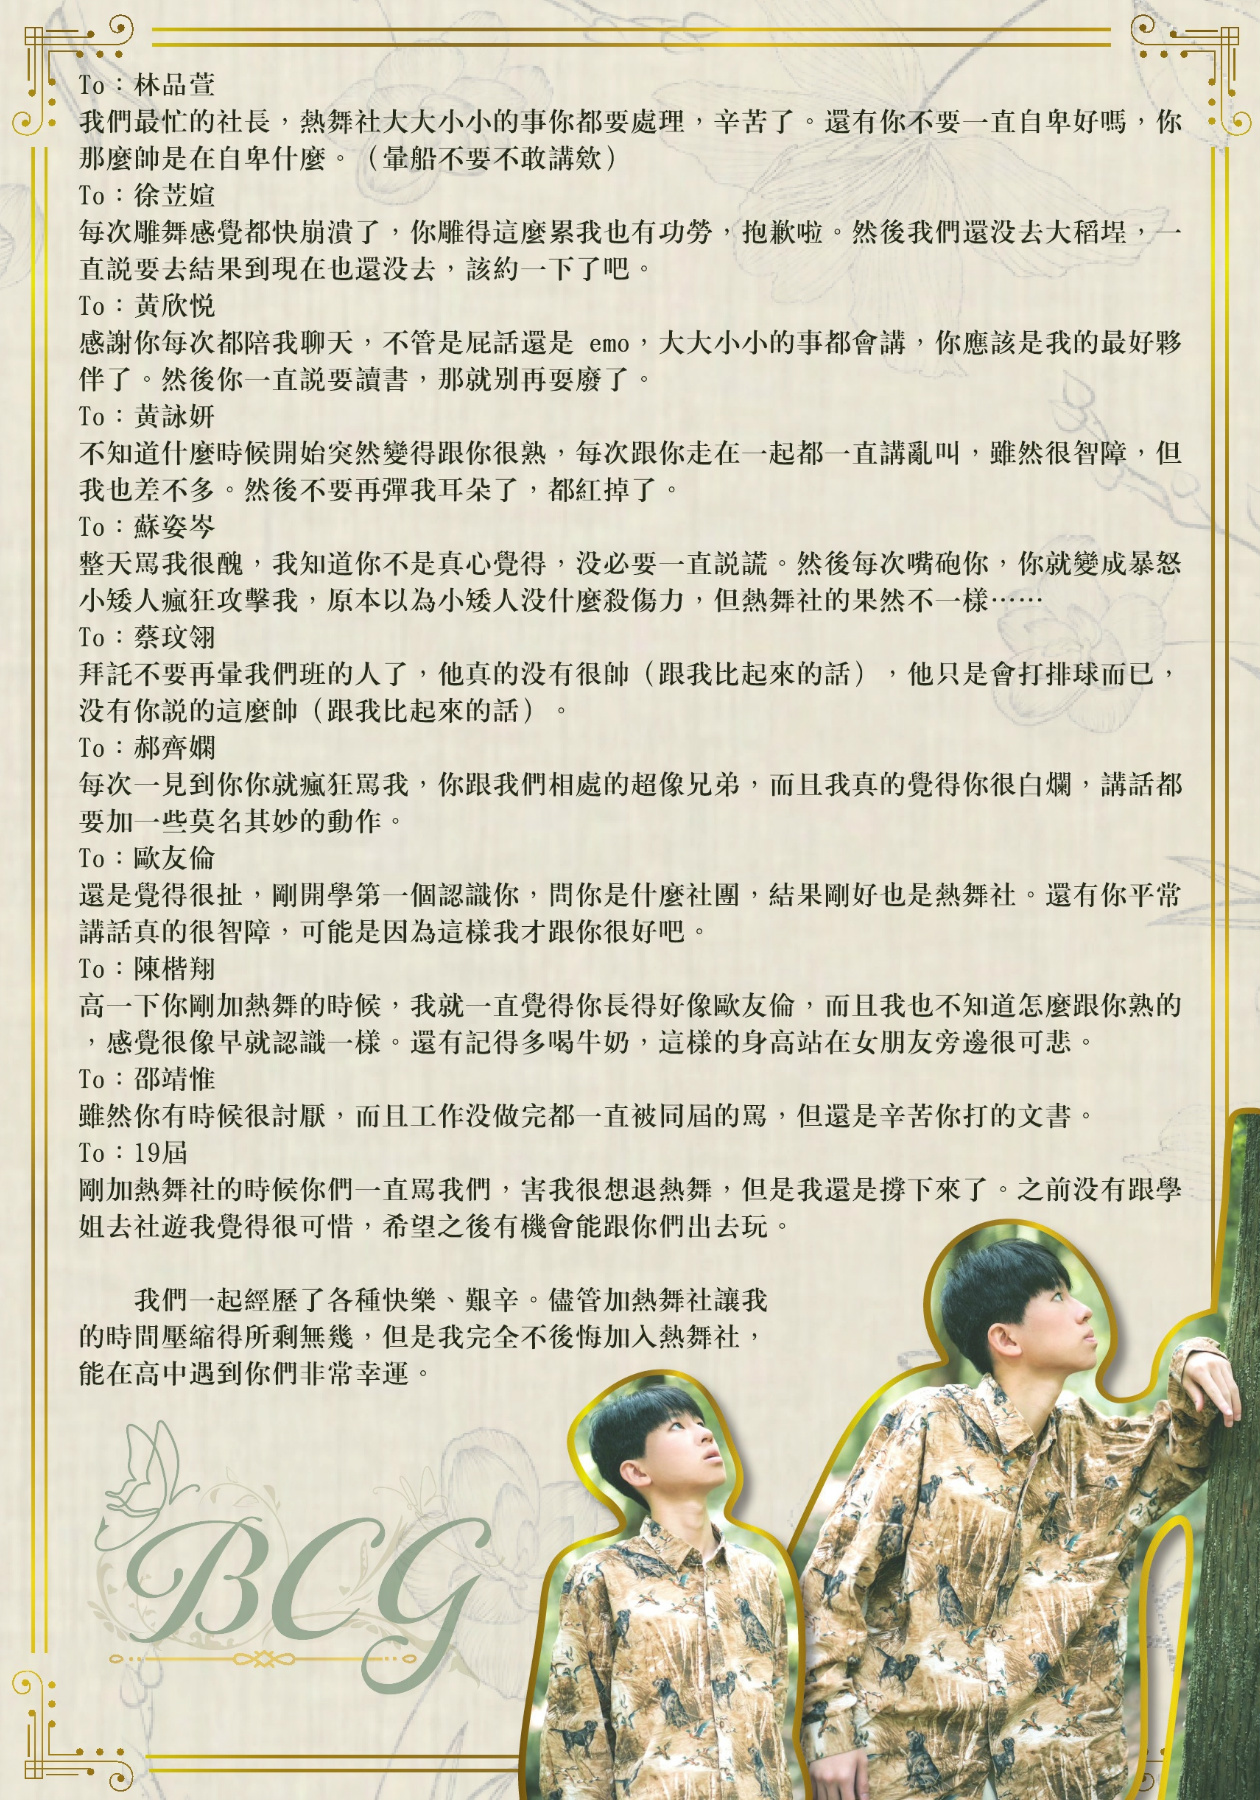 To：林品萱
我們最忙的社長，熱舞社大大小小的事你都要處理，辛苦了。還有你不要一直自卑好嗎，你
那麼帥是在自卑什麼。（暈船不要不敢講欸）
To：徐苙媗
每次雕舞感覺都快崩潰了，你雕得這麼累我也有功勞，抱歉啦。然後我們還没去大稻埕，一
直説要去結果到現在也還没去，該約一下了吧。
To：黃欣悦
感謝你每次都陪我聊天，不管是屁話還是 emo，大大小小的事都會講，你應該是我的最好夥
伴了。然後你一直説要讀書，那就别再耍廢了。
To：黃詠妍
不知道什麼時候開始突然變得跟你很熟，每次跟你走在一起都一直講亂叫，雖然很智障，但
我也差不多。然後不要再彈我耳朵了，都紅掉了。
To：蘇姿岑
整天罵我很醜，我知道你不是真心覺得，没必要一直説謊。然後每次嘴砲你，你就變成暴怒
小矮人瘋狂攻擊我，原本以為小矮人没什麼殺傷力，但熱舞社的果然不一樣……
To：蔡玟翎
拜託不要再暈我們班的人了，他真的没有很帥（跟我比起來的話），他只是會打排球而已，
没有你説的這麼帥（跟我比起來的話）。
To：郝齊嫻
每次一見到你你就瘋狂罵我，你跟我們相處的超像兄弟，而且我真的覺得你很白爛，講話都
要加一些莫名其妙的動作。
To：歐友倫
還是覺得很扯，剛開學第一個認識你，問你是什麼社團，結果剛好也是熱舞社。還有你平常
講話真的很智障，可能是因為這樣我才跟你很好吧。
To：陳楷翔
高一下你剛加熱舞的時候，我就一直覺得你長得好像歐友倫，而且我也不知道怎麼跟你熟的
，感覺很像早就認識一樣。還有記得多喝牛奶，這樣的身高站在女朋友旁邊很可悲。
To：邵靖惟
雖然你有時候很討厭，而且工作没做完都一直被同屆的罵，但還是辛苦你打的文書。
To：19屆
剛加熱舞社的時候你們一直罵我們，害我很想退熱舞，但是我還是撐下來了。之前没有跟學
姐去社遊我覺得很可惜，希望之後有機會能跟你們出去玩。
我們一起經歷了各種快樂、艱辛。儘管加熱舞社讓我
的時間壓縮得所剩無幾，但是我完全不後悔加入熱舞社，
能在高中遇到你們非常幸運。
BCG